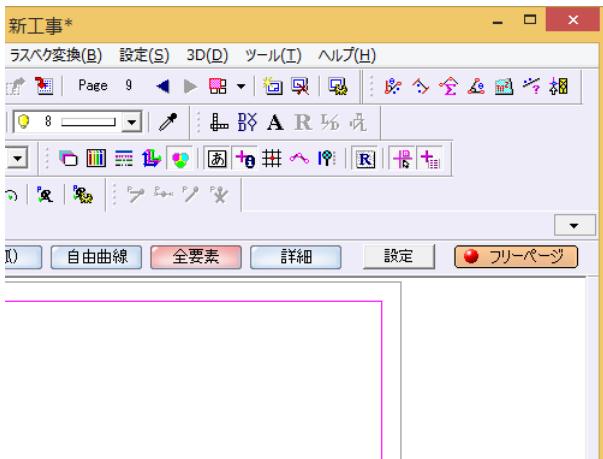 新工事*
ラスベク変換(B) 設定(S) 3D(D) ツール(T) ヘルプ(H)
Page 9
8
A R
あ R
自由曲線 全要素 詳細 設定 フリーページ